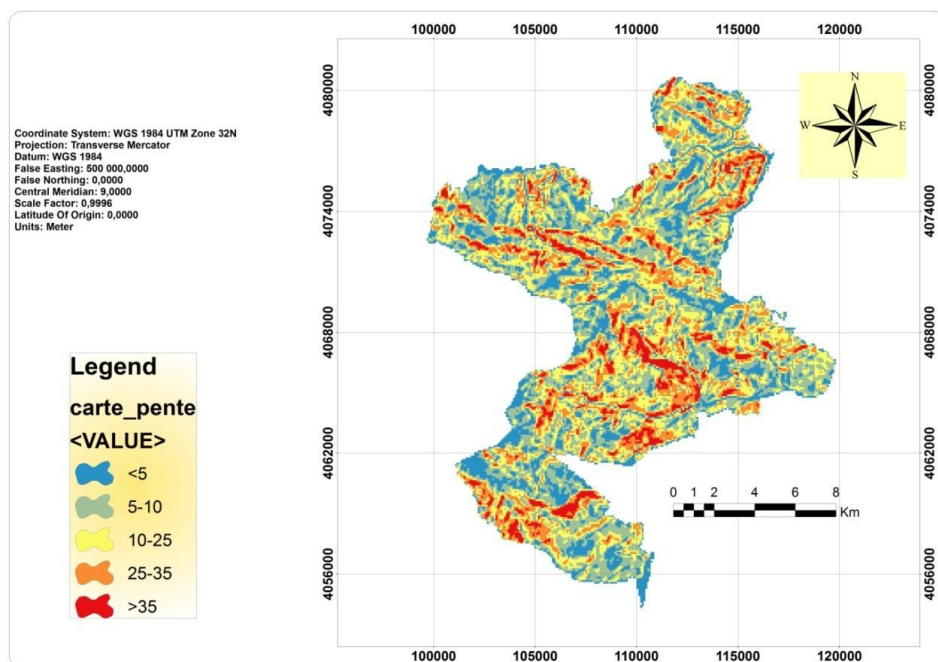 100000 105000 110000 115000 120000
Coordinate System: WGS 1984 UTM Zone 32N
Projection: Transverse Mercator
Datum: WGS 1984
False Easting: 500 000,0000
False Northing: 0,0000
Central Meridian: 9,0000
Scale Factor: 0,9996
Latitude Of Origin: 0,0000
Units: Meter
4080000
4074000
4068000
4062000
4056000
N
W E
S
4080000
4074000
4068000
4062000
4056000
Legend
carte_pente
<VALUE>
<5
5-10
10-25
25-35
>35
0 1 2 4 6 8
Km
100000 105000 110000 115000 120000